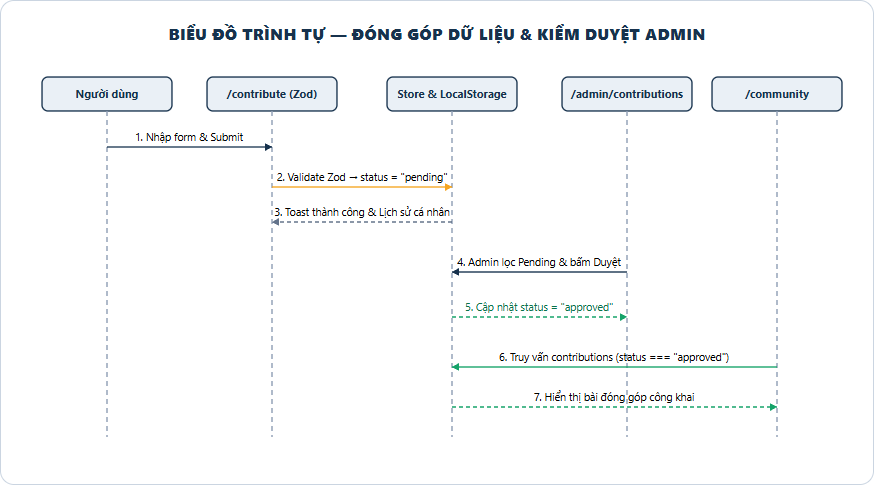 BIỂU ĐỒ TRÌNH TỰ — ĐÓNG GÓP DỮ LIỆU & KIỂM DUYỆT ADMIN
Người dùng
/contribute (Zod)
Store & LocalStorage
/admin/contributions
/community
1. Nhập form & Submit
2. Validate Zod → status = "pending"
3. Toast thành công & Lịch sử cá nhân
4. Admin lọc Pending & bấm Duyệt
5. Cập nhật status = "approved"
6. Truy vấn contributions (status === "approved")
7. Hiển thị bài đóng góp công khai